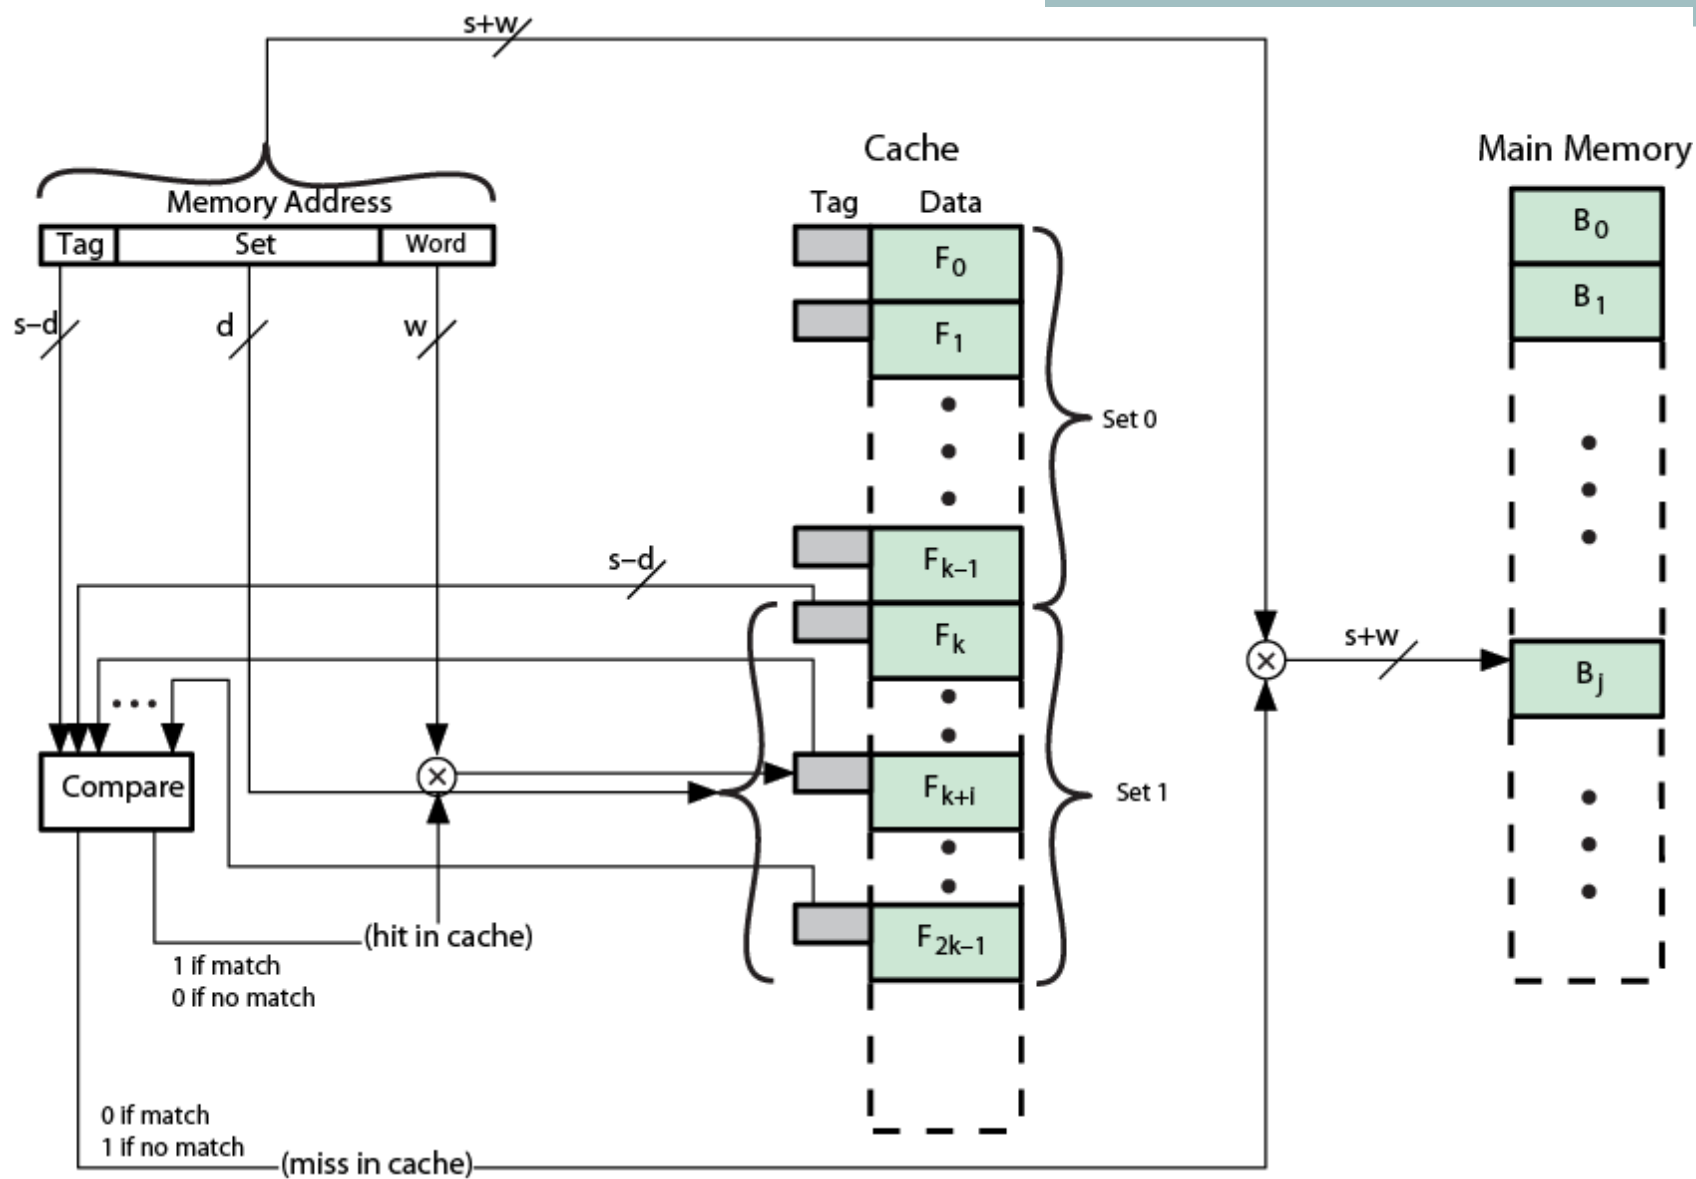 s+w
Cache
Main Memory
Memory Address
Tag Data
Tag Set Word
B0
F0
B1
s–d d w
F1
Set 0
s–d
Fk–1
Fk
s+w
Bj
Compare
Fk+i
Set 1
(hit in cache)
F2k–1
1 if match
0 if no match
0 if match
1 if no match
(miss in cache)